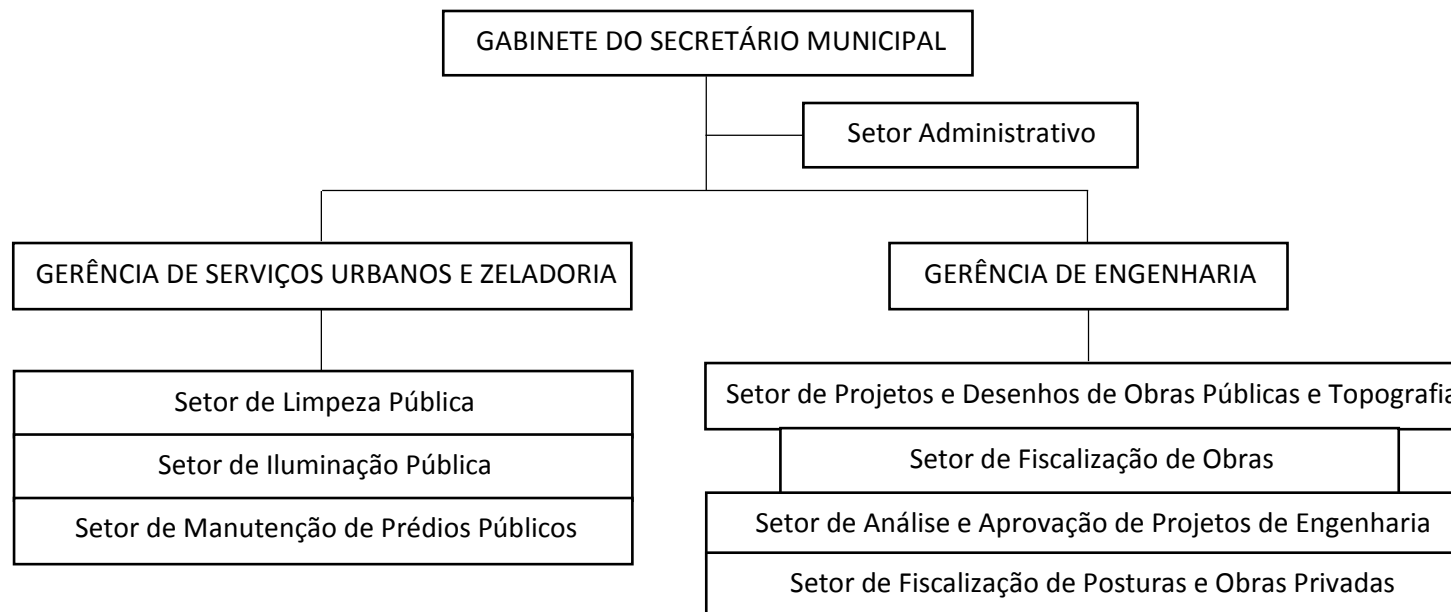 GABINETE DO SECRETÁRIO MUNICIPAL
Setor Administrativo
GERÊNCIA DE SERVIÇOS URBANOS E ZELADORIA
GERÊNCIA DE ENGENHARIA
Setor de Limpeza Pública
Setor de Iluminação Pública
Setor de Manutenção de Prédios Públicos
Setor de Projetos e Desenhos de Obras Públicas e Topografia
Setor de Fiscalização de Obras
Setor de Análise e Aprovação de Projetos de Engenharia
Setor de Fiscalização de Posturas e Obras Privadas